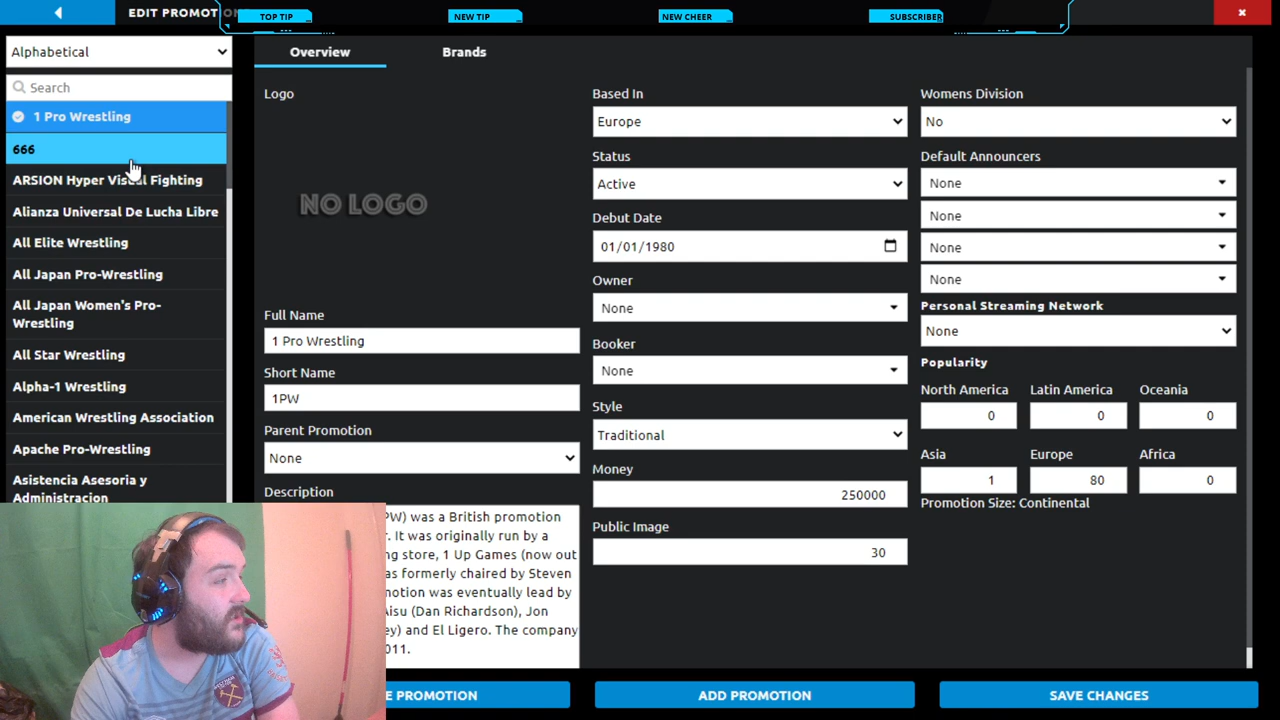 EDIT PROMOTION
TOP TIP
NEW TIP
NEW CHEER
SUBSCRIBER
Alphabetical
Search
1 Pro Wrestling
666
ARSION Hyper Visual Fighting
Alianza Universal De Lucha Libre
All Elite Wrestling
All Japan Pro-Wrestling
All Japan Women's Pro-
Wrestling
All Star Wrestling
Alpha-1 Wrestling
American Wrestling Association
Apache Pro-Wrestling
Asistencia Asesoria y
Administracion
Overview
Brands
Logo
NO LOGO
Full Name
1 Pro Wrestling
Short Name
1PW
Parent Promotion
None
Description
PW) was a British promotion
It was originally run by a
ng store, 1 Up Games (now out
as formerly chaired by Steven
motion was eventually lead by
Aisu (Dan Richardson), Jon
ey) and El Ligero. The company
011.
Based In
Europe
Status
Active
Debut Date
01/01/1980
Owner
None
Booker
None
Style
Traditional
Money
250000
Public Image
30
Womens Division
No
Default Announcers
None
None
None
None
Personal Streaming Network
None
Popularity
North America
Latin America
Oceania
0
0
0
Asia
Europe
Africa
1
80
0
Promotion Size: Continental
E PROMOTION
ADD PROMOTION
SAVE CHANGES